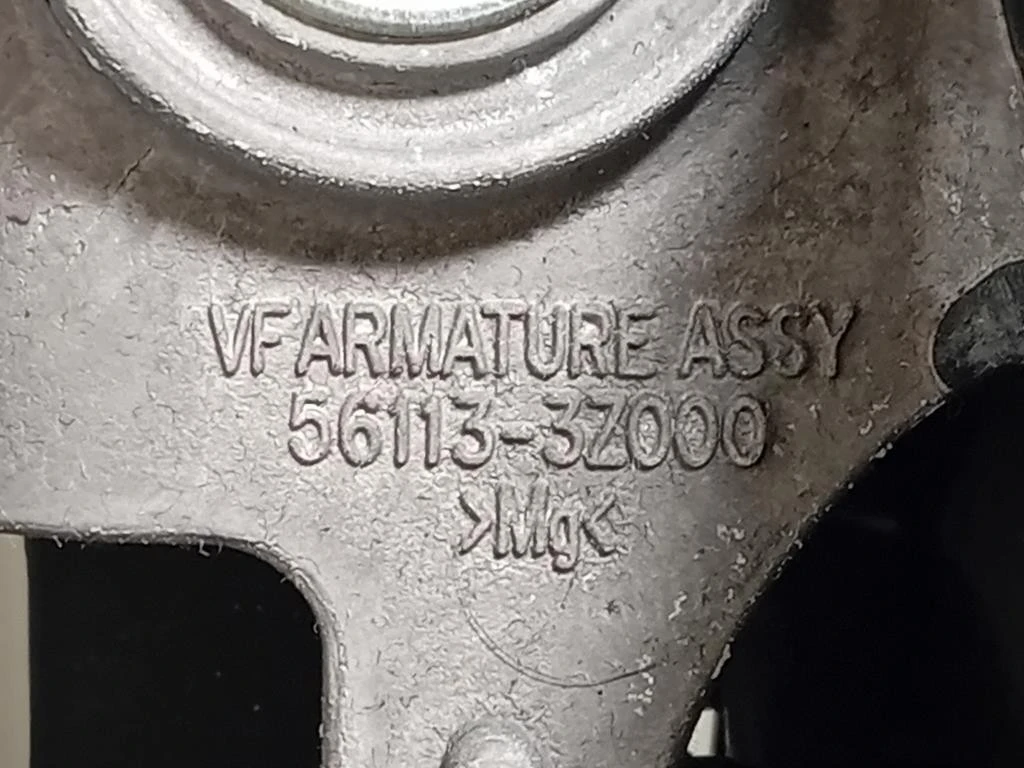 VF ARMATURE ASSY
56113-3Z000
>Mg<